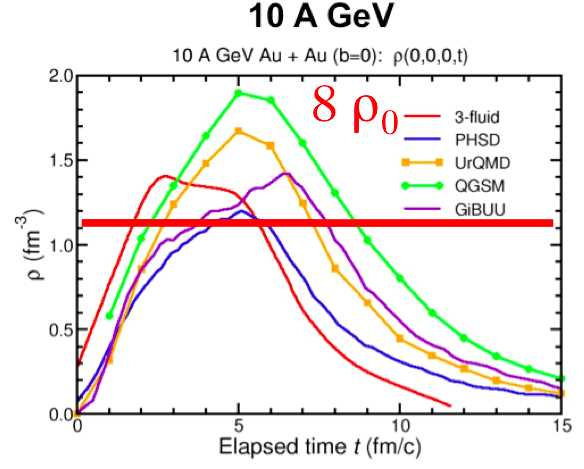 10 A GeV
10 A GeV Au + Au (b=0): ρ(0,0,0,t)
8 ρ0
3-fluid
PHSD
UrQMD
QGSM
GiBUU
ρ (fm-3)
2.0
1.5
1.0
0.5
0.0
0 5 10 15
Elapsed time t (fm/c)